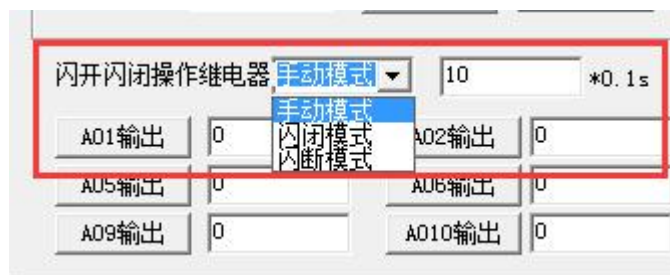 闪开闪闭操作继电器 手动模式 10 *0.1s
手动模式
闪闭模式
闪断模式
AO1输出 0 AO2输出 0
AO5输出 0 AO6输出 0
AO9输出 0 AO10输出 0